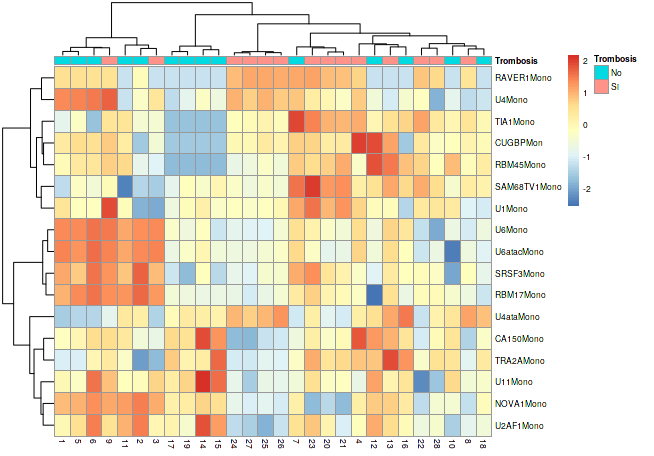 Trombosis
RAVER1Mono
U4Mono
TIA1Mono
CUGBPMon
RBM45Mono
SAM68TV1Mono
U1Mono
U6Mono
U6atacMono
SRSF3Mono
RBM17Mono
U4ataMono
CA150Mono
TRA2AMono
U11Mono
NOVA1Mono
U2AF1Mono
1 5 6 9 11 2 3 17 19 14 15 24 27 25 26 7 23 20 21 4 12 13 16 22 28 10 8 18
2
1
0
-1
-2
Trombosis
No
SI